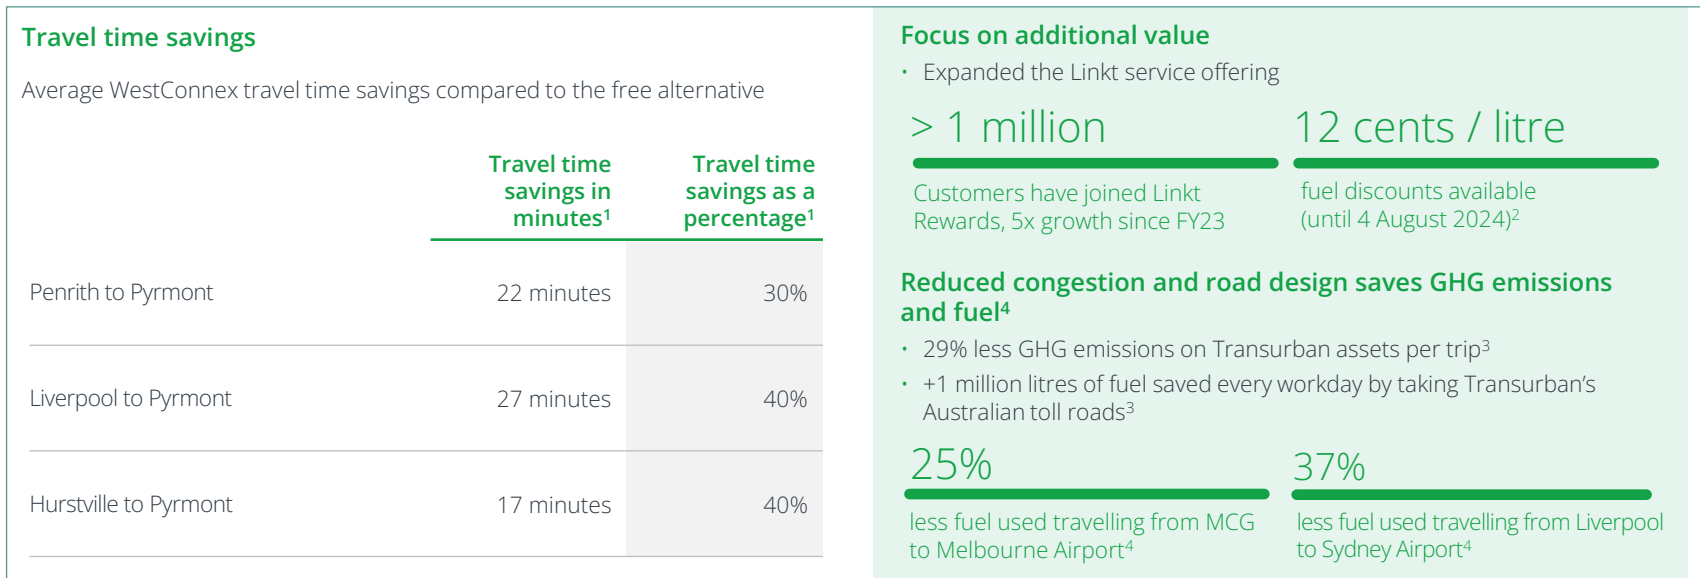 Travel time savings
Average WestConnex travel time savings compared to the free alternative
Travel time savings in minutes¹
Travel time savings as a percentage¹
Penrith to Pyrmont 22 minutes 30%
Liverpool to Pyrmont 27 minutes 40%
Hurstville to Pyrmont 17 minutes 40%
Focus on additional value
• Expanded the Linkt service offering
> 1 million
Customers have joined Linkt
Rewards, 5x growth since FY23
12 cents / litre
fuel discounts available
(until 4 August 2024)²
Reduced congestion and road design saves GHG emissions
and fuel⁴
• 29% less GHG emissions on Transurban assets per trip³
• +1 million litres of fuel saved every workday by taking Transurban’s
Australian toll roads³
25%
less fuel used travelling from MCG
to Melbourne Airport⁴
37%
less fuel used travelling from Liverpool
to Sydney Airport⁴